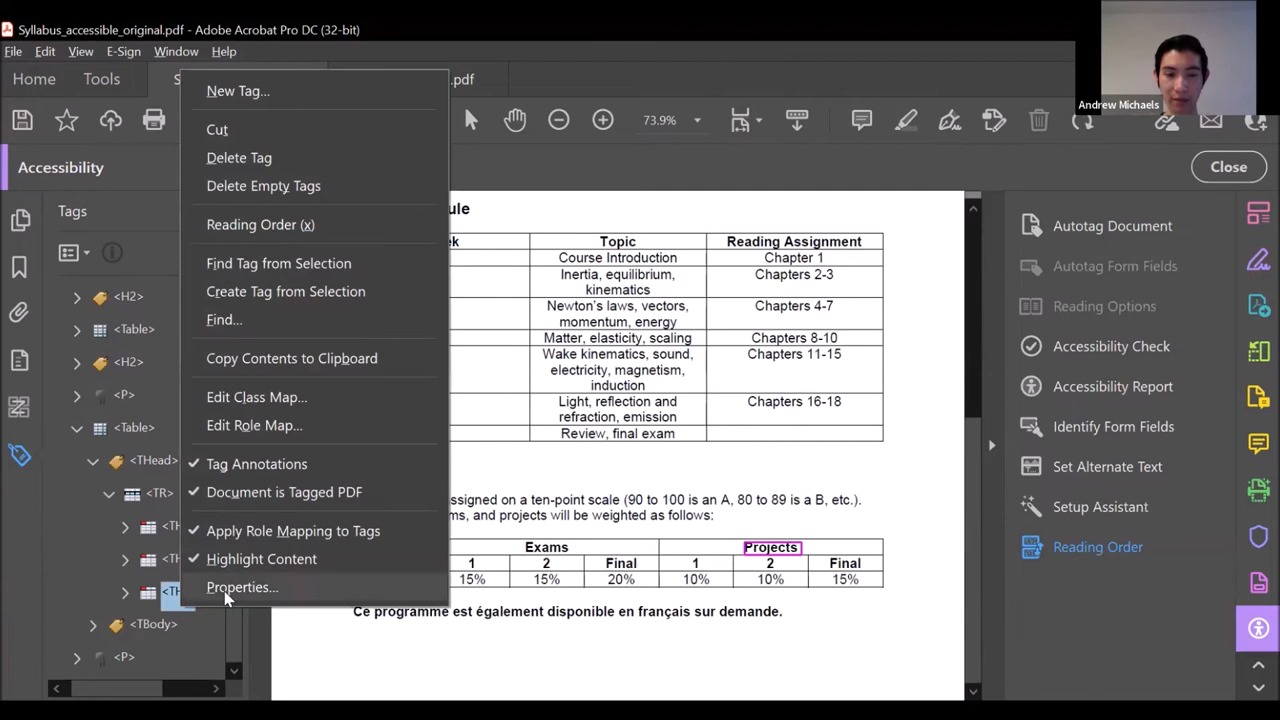 Syllabus_accessible_original.pdf - Adobe Acrobat Pro DC (32-bit)
File Edit View E-Sign Window Help
Home Tools S .pdf
73.9%
Andrew Michaels
Accessibility
Close
Tags
<H2>
<Table>
<H2>
<P>
<Table>
<THead>
<TR>
<TH
<TH
<TH
<TBody>
<P>
New Tag...
Cut
Delete Tag
Delete Empty Tags
Reading Order (x)
Find Tag from Selection
Create Tag from Selection
Find...
Copy Contents to Clipboard
Edit Class Map...
Edit Role Map...
Tag Annotations
Document is Tagged PDF
Apply Role Mapping to Tags
Highlight Content
Properties...
ule
ek Topic Reading Assignment
Course Introduction Chapter 1
Inertia, equilibrium, Chapters 2-3
kinematics
Newton's laws, vectors, Chapters 4-7
momentum, energy
Matter, elasticity, scaling Chapters 8-10
Wake kinematics, sound, Chapters 11-15
electricity, magnetism,
induction
Light, reflection and Chapters 16-18
refraction, emission
Review, final exam
assigned on a ten-point scale (90 to 100 is an A, 80 to 89 is a B, etc.).
ms, and projects will be weighted as follows:
Exams Projects
1 2 Final 1 2 Final
15% 15% 20% 10% 10% 15%
Ce programme est également disponible en français sur demande.
Autotag Document
Autotag Form Fields
Reading Options
Accessibility Check
Accessibility Report
Identify Form Fields
Set Alternate Text
Setup Assistant
Reading Order